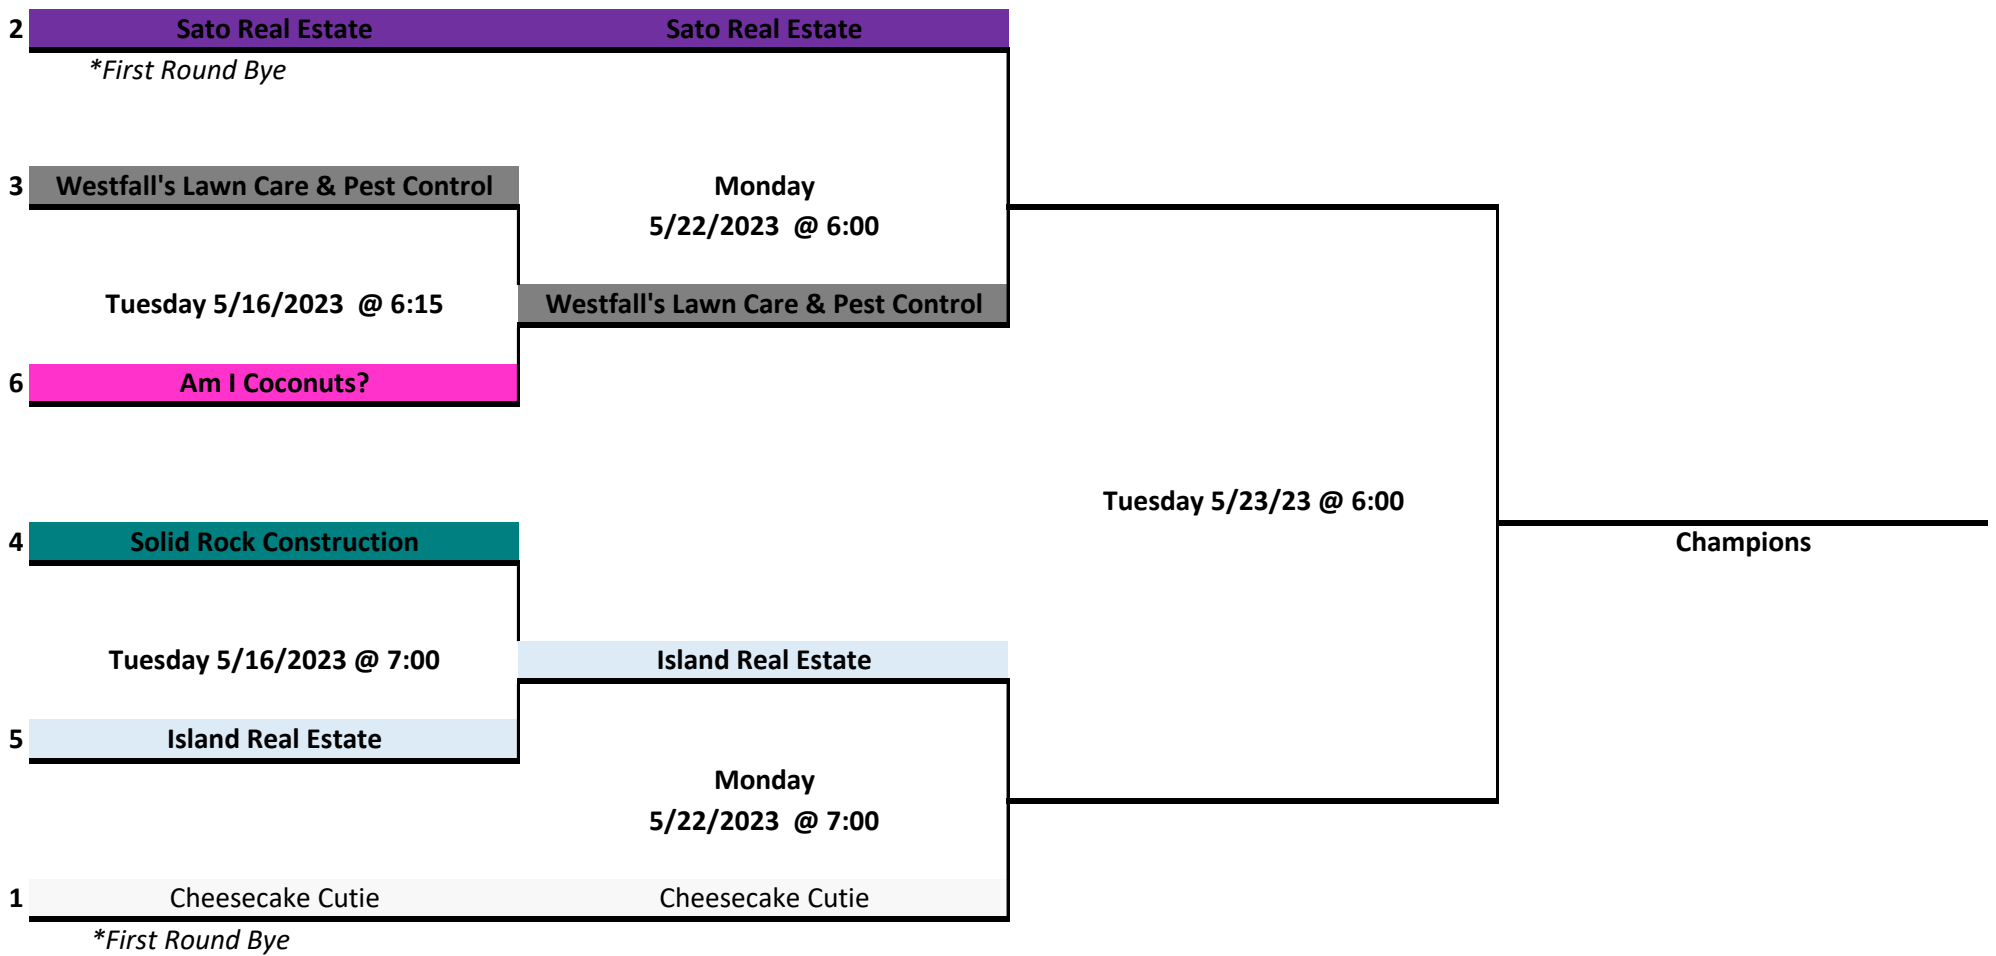 2 Sato Real Estate Sato Real Estate
*First Round Bye
3 Westfall's Lawn Care & Pest Control Monday
5/22/2023 @ 6:00
Tuesday 5/16/2023 @ 6:15 Westfall's Lawn Care & Pest Control
6 Am I Coconuts?
Tuesday 5/23/23 @ 6:00
4 Solid Rock Construction Champions
Tuesday 5/16/2023 @ 7:00 Island Real Estate
5 Island Real Estate
Monday
5/22/2023 @ 7:00
1 Cheesecake Cutie Cheesecake Cutie
*First Round Bye